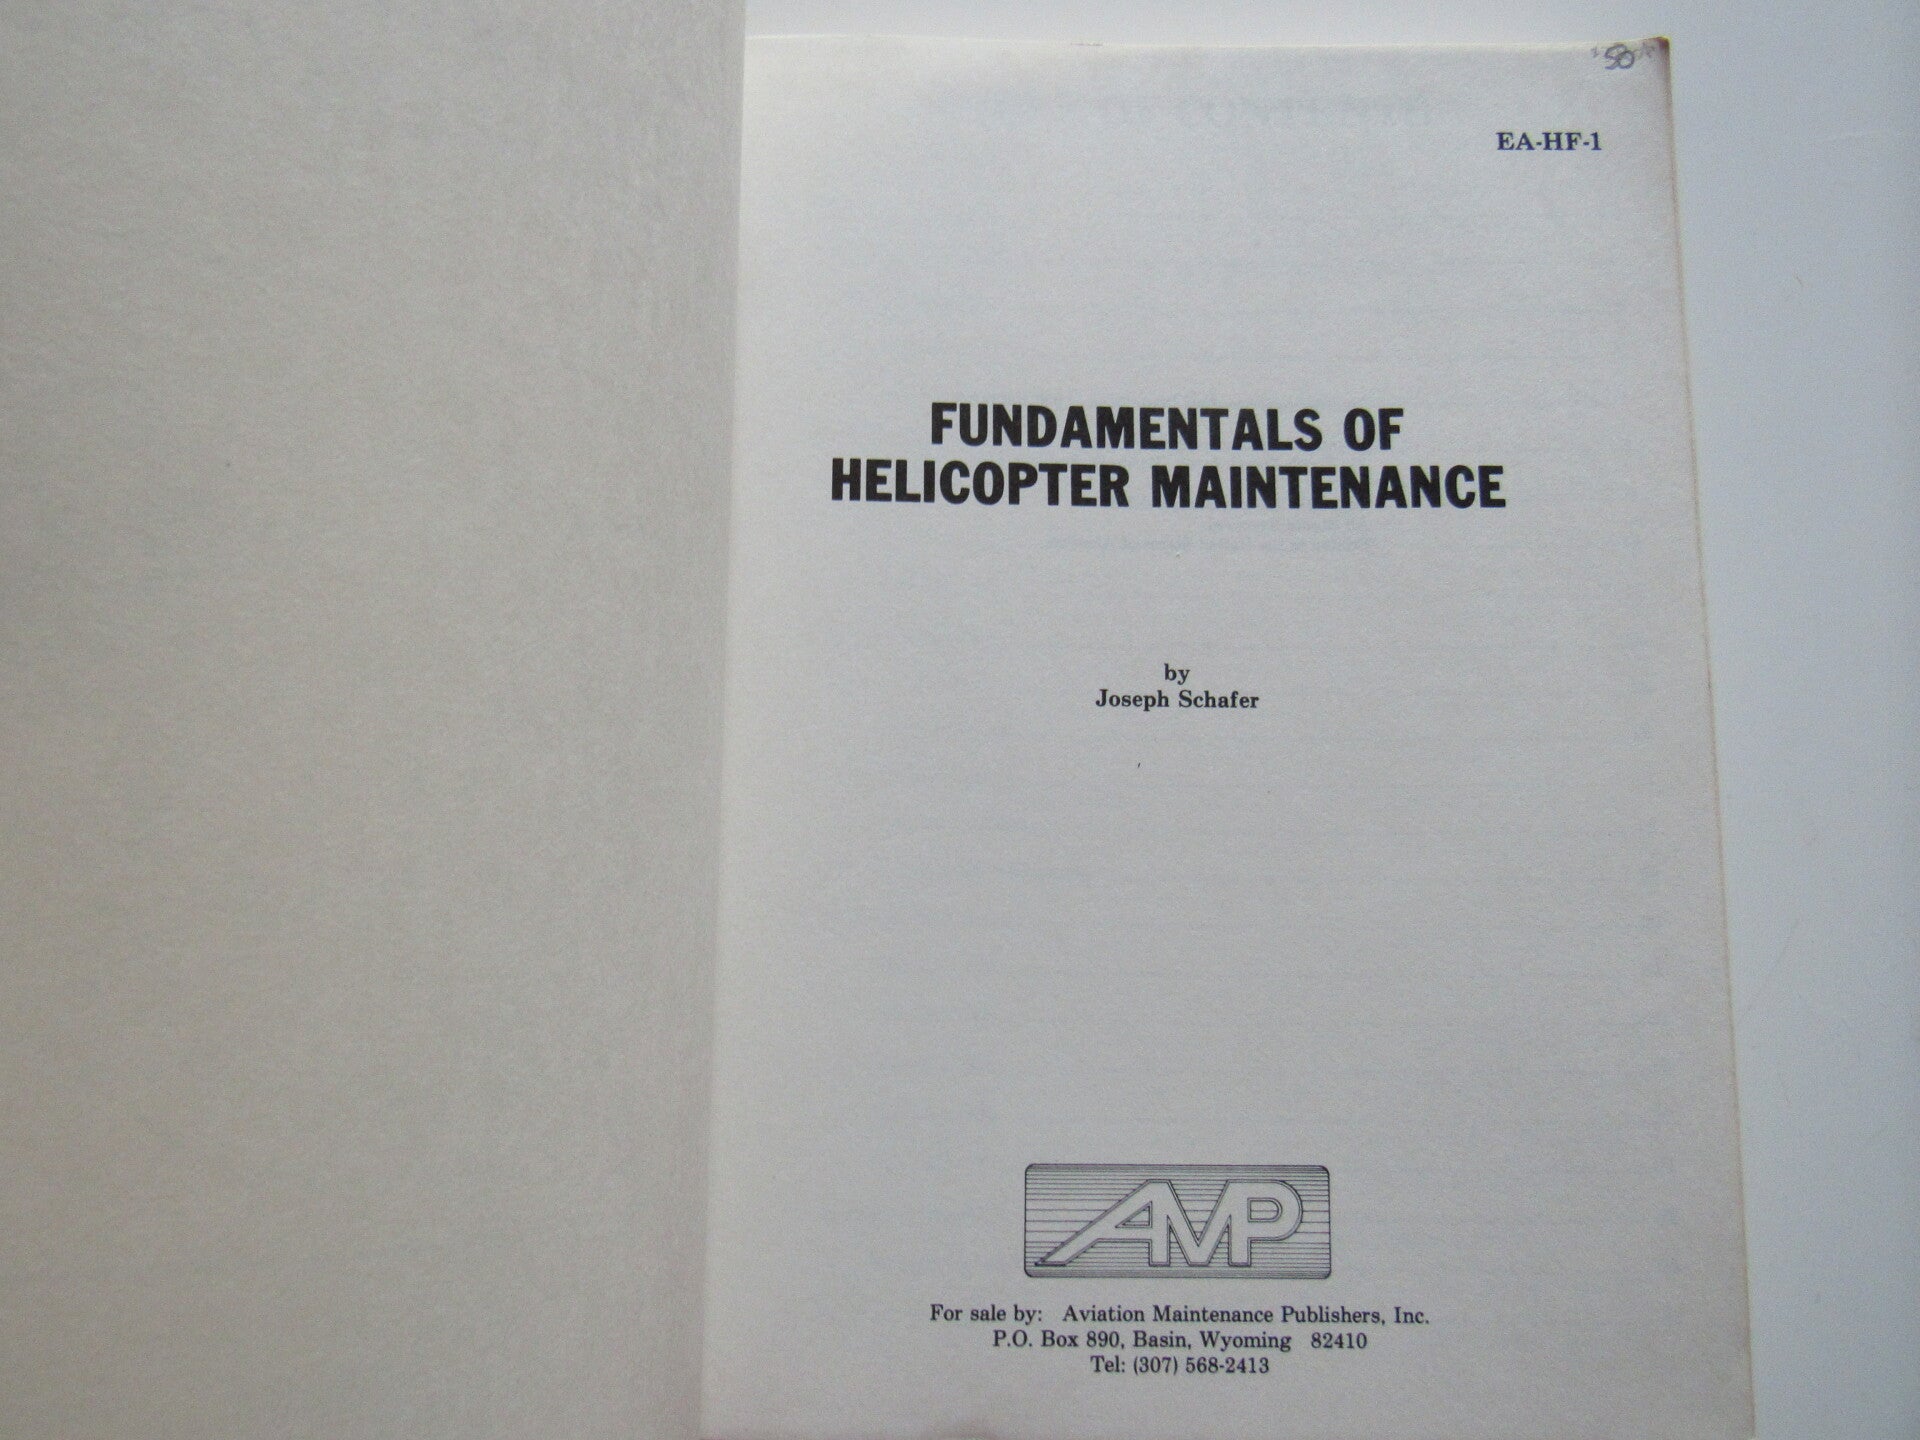 50
EA-HF-1
FUNDAMENTALS OF
HELICOPTER MAINTENANCE
by
Joseph Schafer
AMP
For sale by: Aviation Maintenance Publishers, Inc.
P.O. Box 890, Basin, Wyoming 82410
Tel: (307) 568-2413